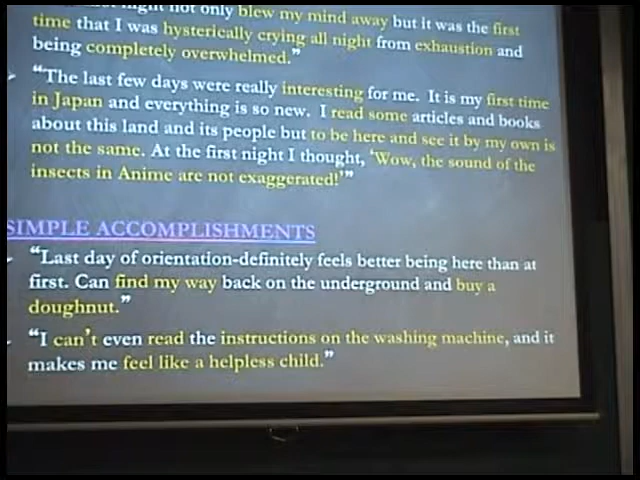 night not only blew my mind away but it was the first
time that I was hysterically crying all night from exhaustion and
being completely overwhelmed.”
“The last few days were really interesting for me. It is my first time
in Japan and everything is so new. I read some articles and books
about this land and its people but to be here and see it by my own is
not the same. At the first night I thought, ‘Wow, the sound of the
insects in Anime are not exaggerated!’”
SIMPLE ACCOMPLISHMENTS
“Last day of orientation-definitely feels better being here than at
first. Can find my way back on the underground and buy a
doughnut.”
“I can’t even read the instructions on the washing machine, and it
makes me feel like a helpless child.”